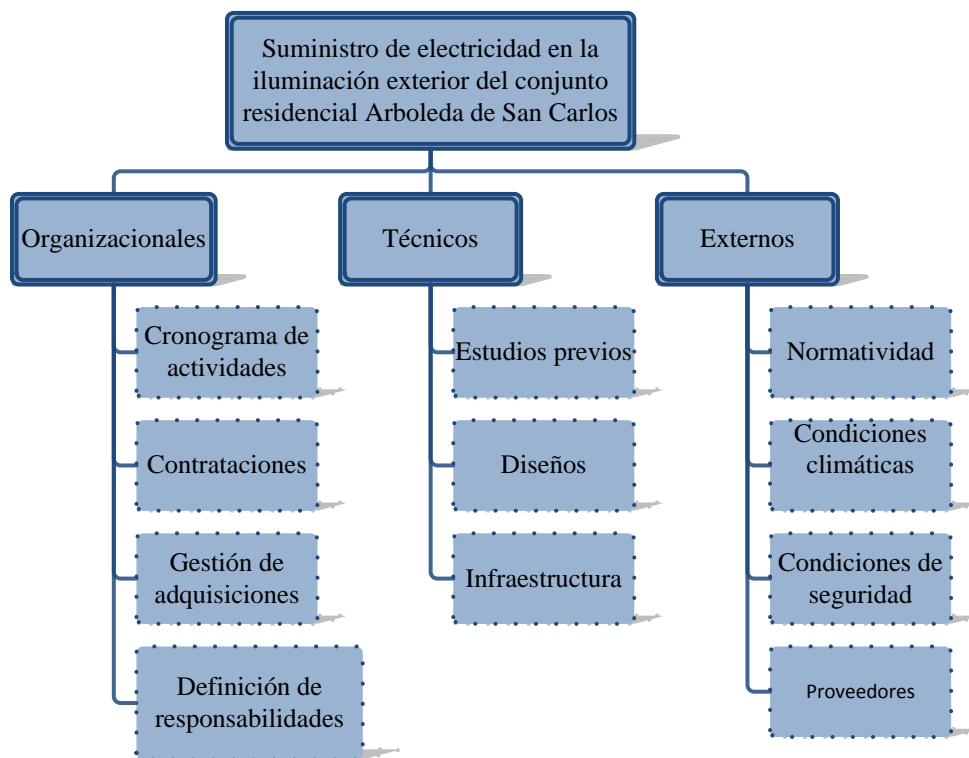 Suministro de electricidad en la
iluminación exterior del conjunto
residencial Arboleda de San Carlos
Organizacionales
Cronograma de
actividades
Contrataciones
Gestión de
adquisiciones
Definición de
responsabilidades
Técnicos
Estudios previos
Diseños
Infraestructura
Externos
Normatividad
Condiciones
climáticas
Condiciones de
seguridad
Proveedores